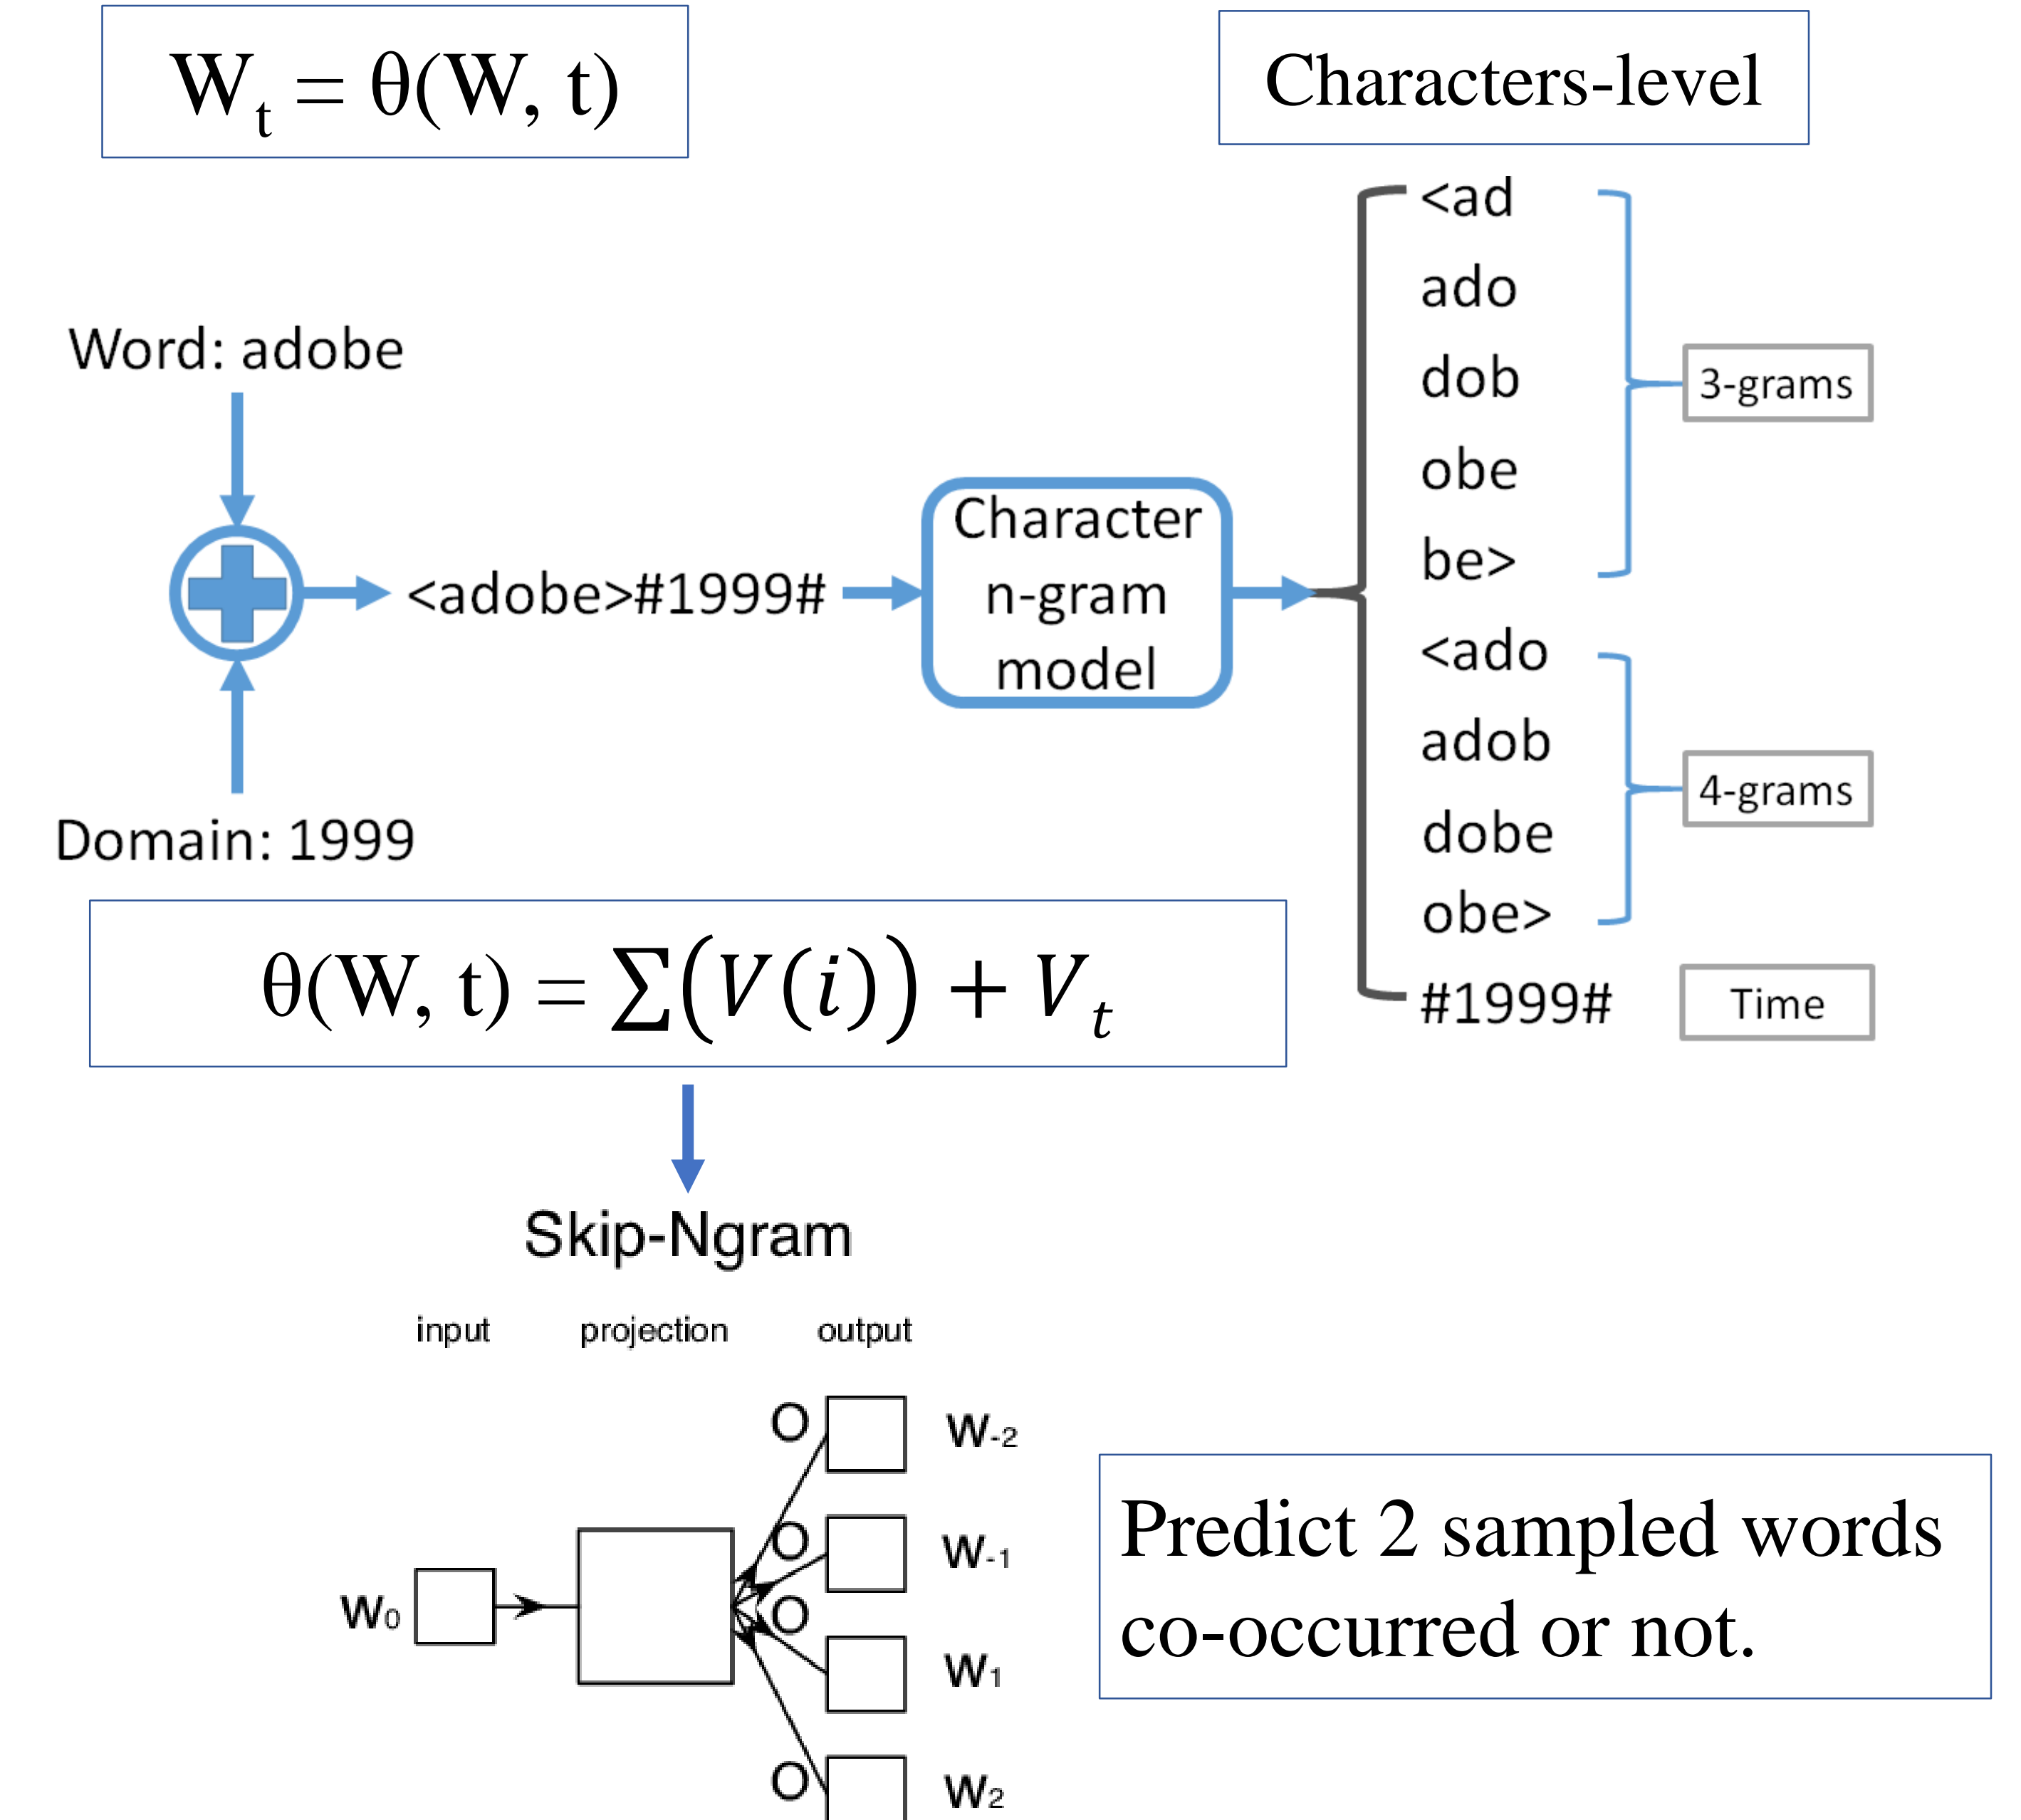 Wt = θ(W, t)
Characters-level
Word: adobe
Domain: 1999
<adobe>#1999#
Character
n-gram
model
<ad
ado
dob
obe
be>
3-grams
<ado
adob
dobe
obe>
4-grams
#1999#
Time
θ(W, t) = ∑(V(i)) + Vt
Skip-Ngram
input projection output
O W-2
O W-1
W0
O W1
O W2
Predict 2 sampled words
co-occurred or not.